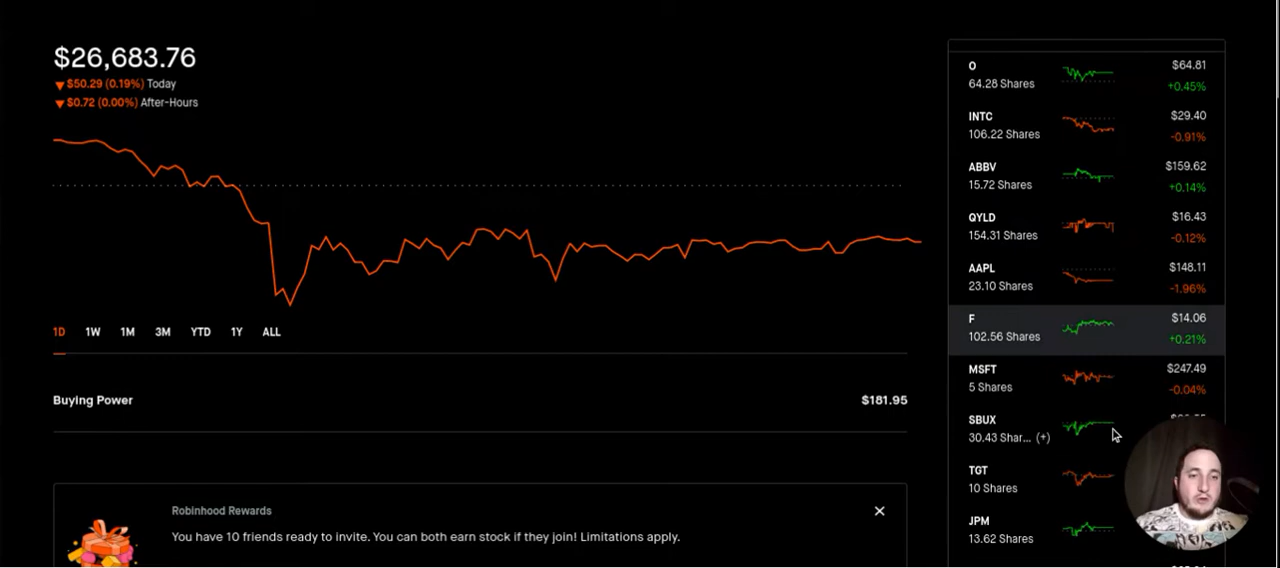 $26,683.76
▼$50.29 (0.19%) Today
▼$0.72 (0.00%) After-Hours
1D 1W 1M 3M YTD 1Y ALL
Buying Power $181.95
Robinhood Rewards
You have 10 friends ready to invite. You can both earn stock if they join! Limitations apply.
O $64.81
64.28 Shares +0.45%
INTC $29.40
106.22 Shares -0.91%
ABBV $159.62
15.72 Shares +0.14%
QYLD $16.43
154.31 Shares -0.12%
AAPL $148.11
23.10 Shares -1.96%
F $14.06
102.56 Shares +0.21%
MSFT $247.49
5 Shares -0.04%
SBUX
30.43 Shar... (+)
TGT
10 Shares
JPM
13.62 Shares